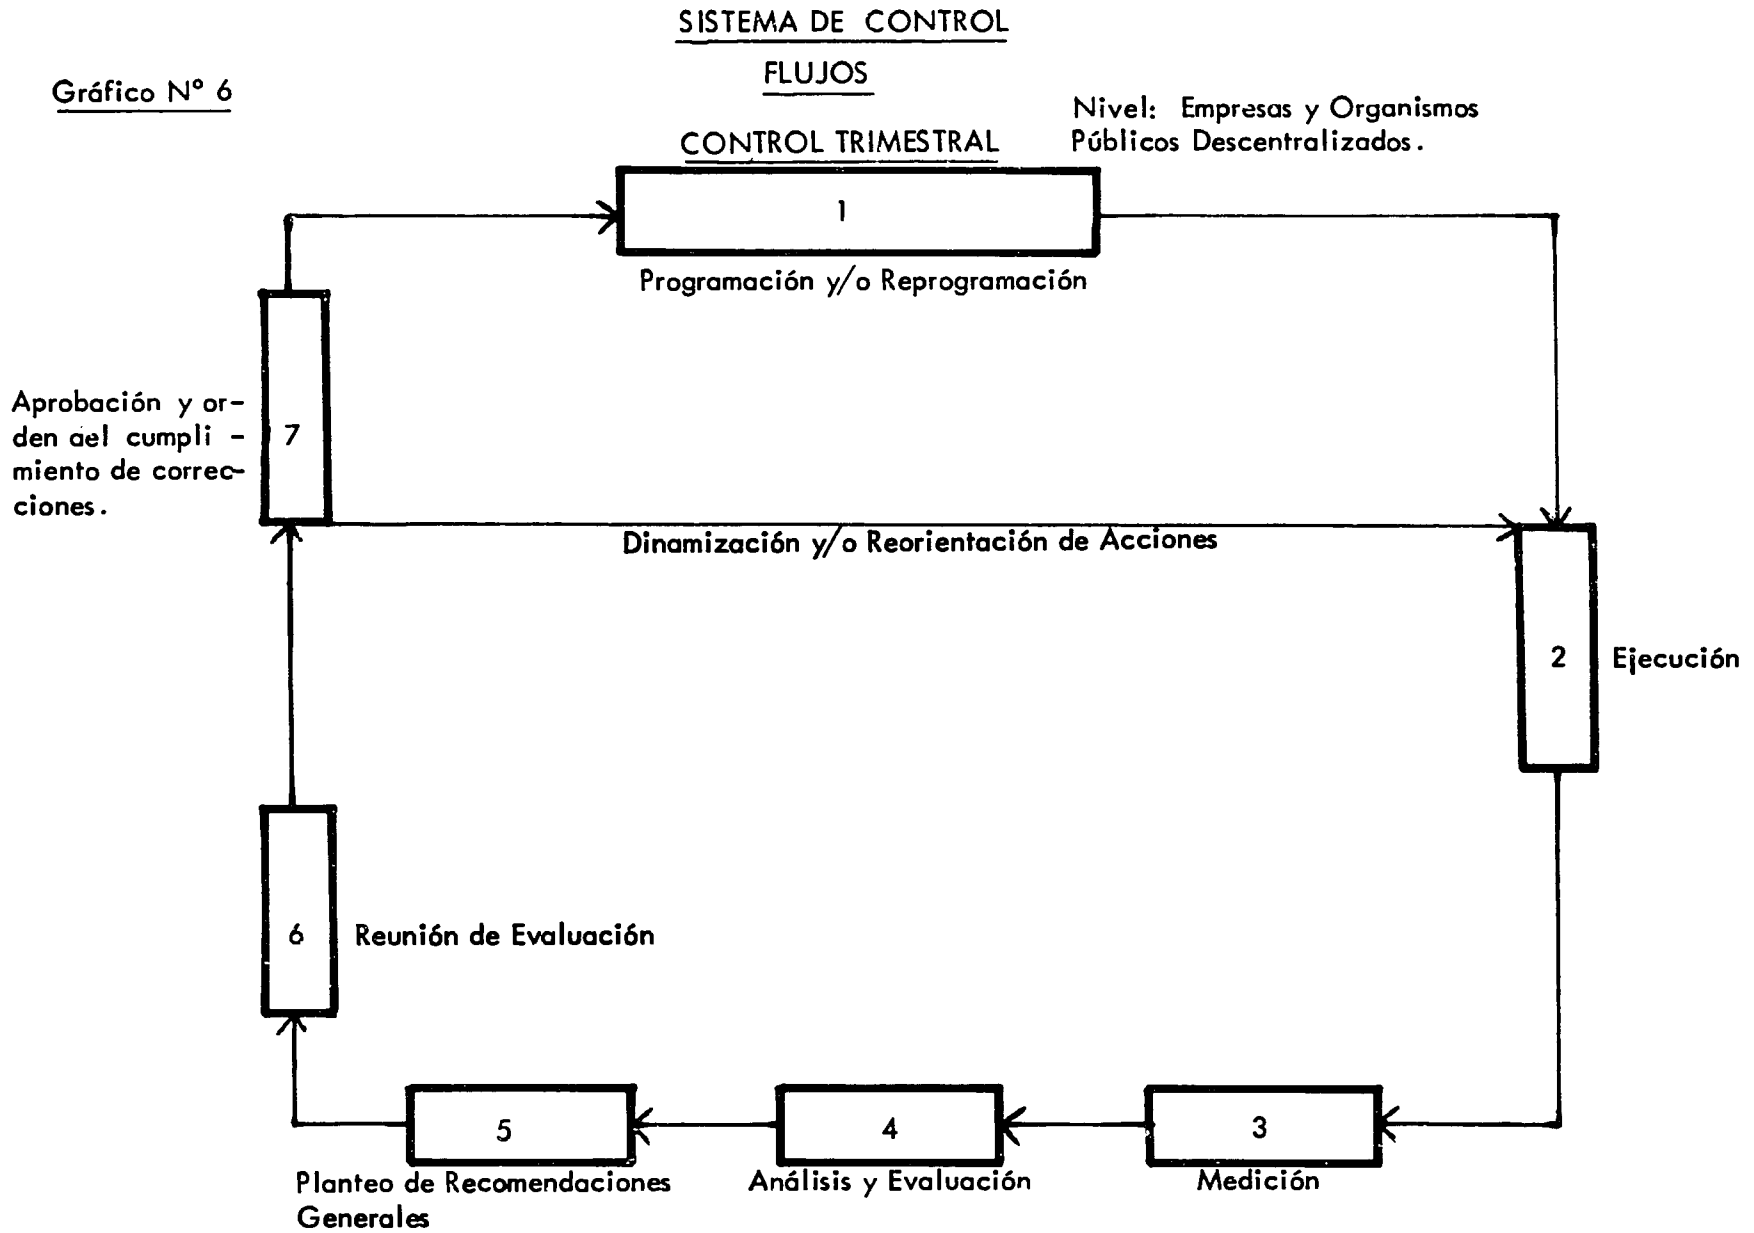 SISTEMA DE CONTROL
FLUJOS
Gráfico Nº 6
Nivel: Empresas y Organismos
Públicos Descentralizados.
CONTROL TRIMESTRAL
1
Programación y/o Reprogramación
Aprobación y or-
den del cumpli -
miento de correc-
ciones.
7
Dinamización y/o Reorientación de Acciones
2
Ejecución
6
Reunión de Evaluación
5
4
3
Planteo de Recomendaciones
Generales
Análisis y Evaluación
Medición